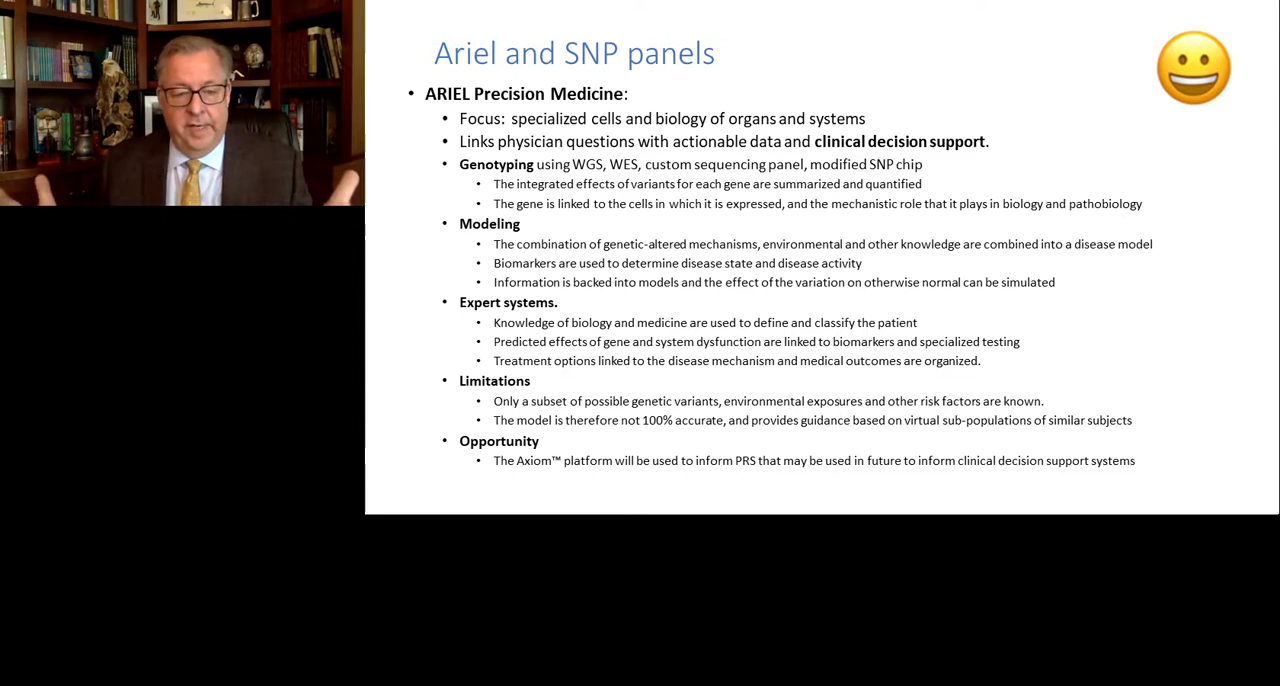 Ariel and SNP panels
• ARIEL Precision Medicine:
• Focus: specialized cells and biology of organs and systems
• Links physician questions with actionable data and clinical decision support.
• Genotyping using WGS, WES, custom sequencing panel, modified SNP chip
• The integrated effects of variants for each gene are summarized and quantified
• The gene is linked to the cells in which it is expressed, and the mechanistic role that it plays in biology and pathobiology
• Modeling
• The combination of genetic-altered mechanisms, environmental and other knowledge are combined into a disease model
• Biomarkers are used to determine disease state and disease activity
• Information is backed into models and the effect of the variation on otherwise normal can be simulated
• Expert systems.
• Knowledge of biology and medicine are used to define and classify the patient
• Predicted effects of gene and system dysfunction are linked to biomarkers and specialized testing
• Treatment options linked to the disease mechanism and medical outcomes are organized.
• Limitations
• Only a subset of possible genetic variants, environmental exposures and other risk factors are known.
• The model is therefore not 100% accurate, and provides guidance based on virtual sub-populations of similar subjects
• Opportunity
• The Axiom™ platform will be used to inform PRS that may be used in future to inform clinical decision support systems